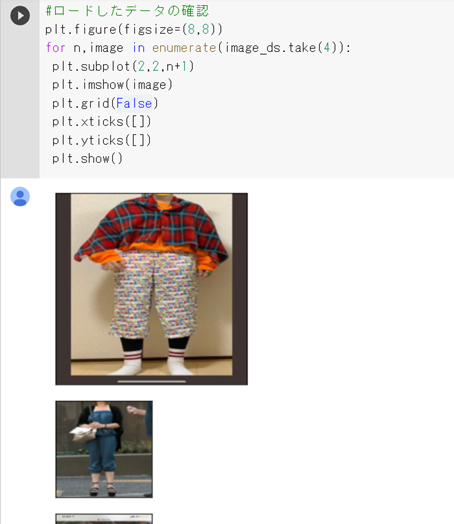 #ロードしたデータの確認
plt.figure(figsize=(8,8))
for n,image in enumerate(image_ds.take(4)):
 plt.subplot(2,2,n+1)
 plt.imshow(image)
 plt.grid(False)
 plt.xticks([])
 plt.yticks([])
 plt.show()